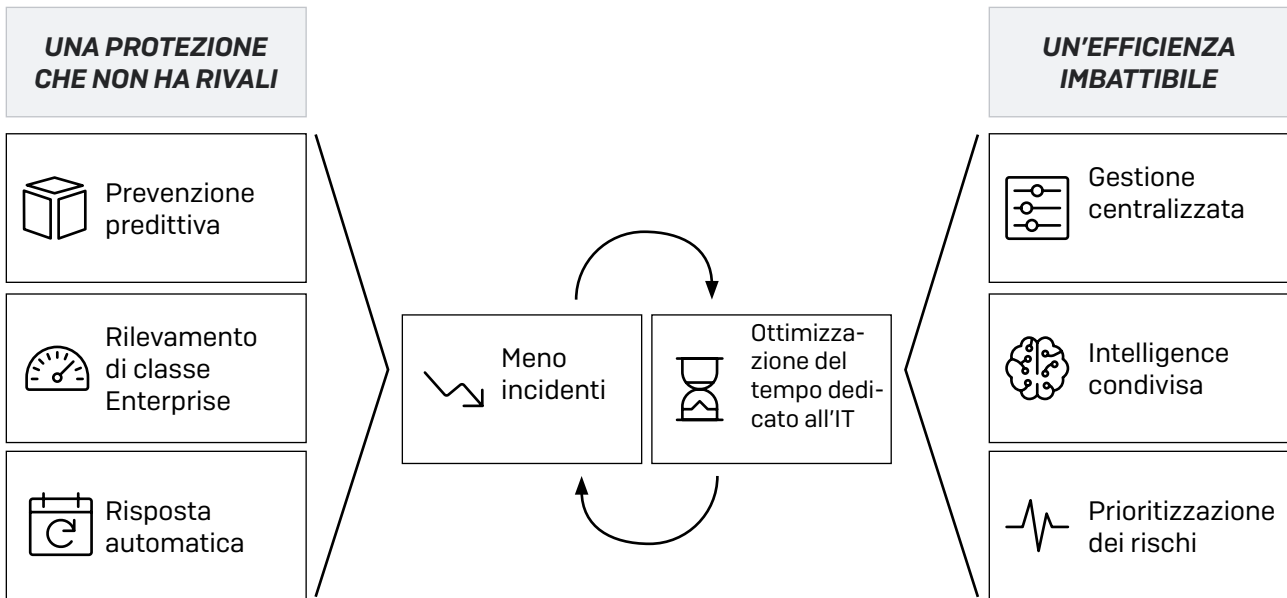 UNA PROTEZIONE
CHE NON HA RIVALI
Prevenzione
predittiva
Rilevamento
di classe
Enterprise
Risposta
automatica
Meno
incidenti
Ottimizza-
zione del
tempo dedi-
cato all'IT
UN'EFFICIENZA
IMBATTIBILE
Gestione
centralizzata
Intelligence
condivisa
Prioritizzazione
dei rischi